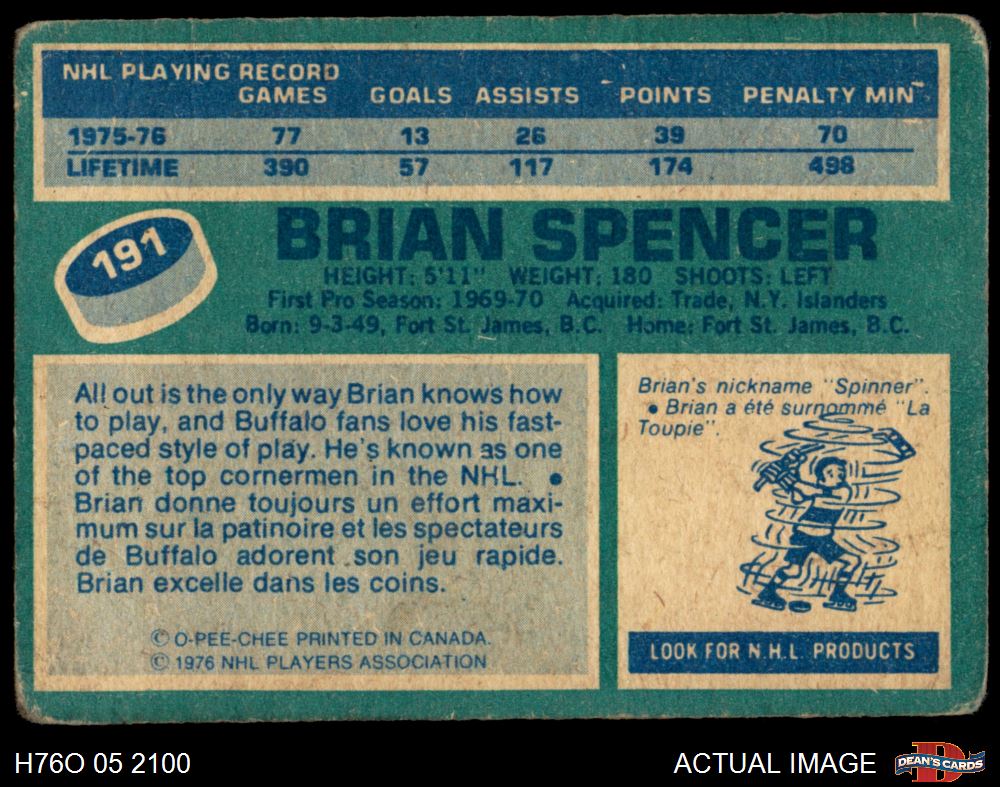 NHL PLAYING RECORD
GAMES GOALS ASSISTS POINTS PENALTY MIN
1975-76 77 13 26 39 70
LIFETIME 390 57 117 174 498
191
BRIAN SPENCER
HEIGHT: 5'11" WEIGHT: 180 SHOOTS: LEFT
First Pro Season: 1969-70 Acquired: Trade, N.Y. Islanders
Born: 9-3-49, Fort St. James, B.C. Home: Fort St. James, B.C.
All out is the only way Brian knows how
to play, and Buffalo fans love his fast-
paced style of play. He's known as one
of the top cornermen in the NHL. •
Brian donne toujours un effort maxi-
mum sur la patinoire et les spectateurs
de Buffalo adorent son jeu rapide.
Brian excelle dans les coins.
© O-PEE-CHEE PRINTED IN CANADA.
© 1976 NHL PLAYERS ASSOCIATION
Brian's nickname "Spinner".
• Brian a été surnommé "La
Toupie".
LOOK FOR N.H.L. PRODUCTS
H76O 05 2100
ACTUAL IMAGE
D
DEAN'S CARDS